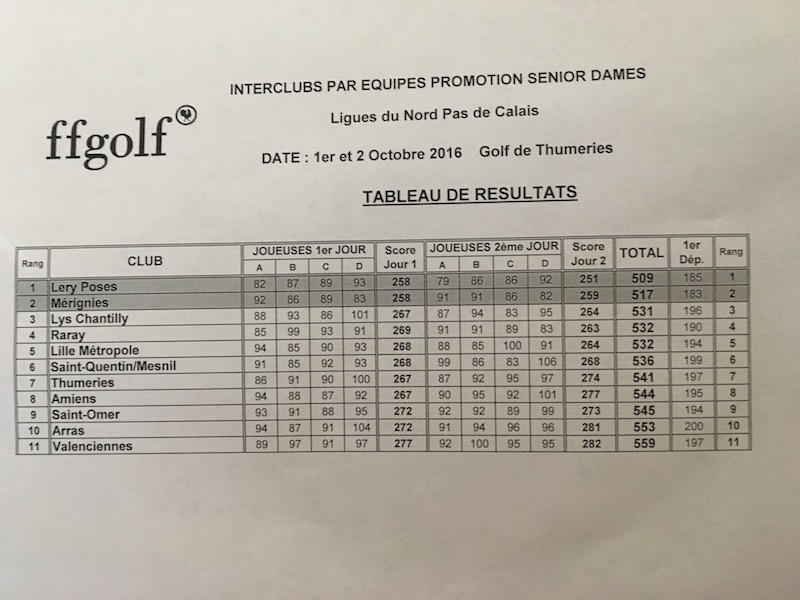 INTERCLUBS PAR EQUIPES PROMOTION SENIOR DAMES
Ligues du Nord Pas de Calais
ffgolf
DATE : 1er et 2 Octobre 2016 Golf de Thumeries
TABLEAU DE RESULTATS
Rang CLUB JOUEUSES 1er JOUR Score Jour 1 JOUEUSES 2ème JOUR Score Jour 2 TOTAL 1er Dép. Rang
A B C D A B C D
1 Lery Poses 82 87 89 93 258 79 86 86 92 251 509 185 1
2 Mérignies 92 86 89 83 258 91 91 86 82 259 517 183 2
3 Lys Chantilly 88 93 86 101 267 87 94 83 95 264 531 196 3
4 Raray 85 99 93 91 269 91 91 89 83 263 532 190 4
5 Lille Métropole 94 85 90 93 268 88 85 100 91 264 532 194 5
6 Saint-Quentin/Mesnil 91 85 92 93 268 99 86 83 106 268 536 199 6
7 Thumeries 86 91 90 100 267 87 92 95 97 274 541 197 7
8 Amiens 94 88 87 92 267 90 95 92 101 277 544 195 8
9 Saint-Omer 93 91 88 95 272 92 92 89 99 273 545 194 9
10 Arras 94 87 91 104 272 91 94 96 96 281 553 200 10
11 Valenciennes 89 97 91 97 277 92 100 95 95 282 559 197 11